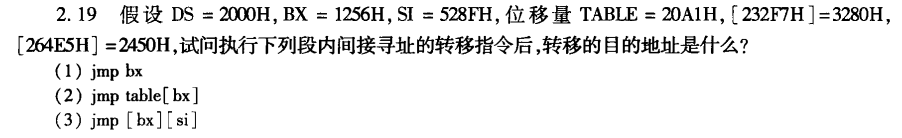 2.19 假设 DS = 2000H, BX = 1256H, SI = 528FH, 位移量 TABLE = 20A1H, [232F7H]=3280H,
[264E5H]=2450H,试问执行下列段内间接寻址的转移指令后,转移的目的地址是什么?
(1) jmp bx
(2) jmp table[bx]
(3) jmp [bx][si]